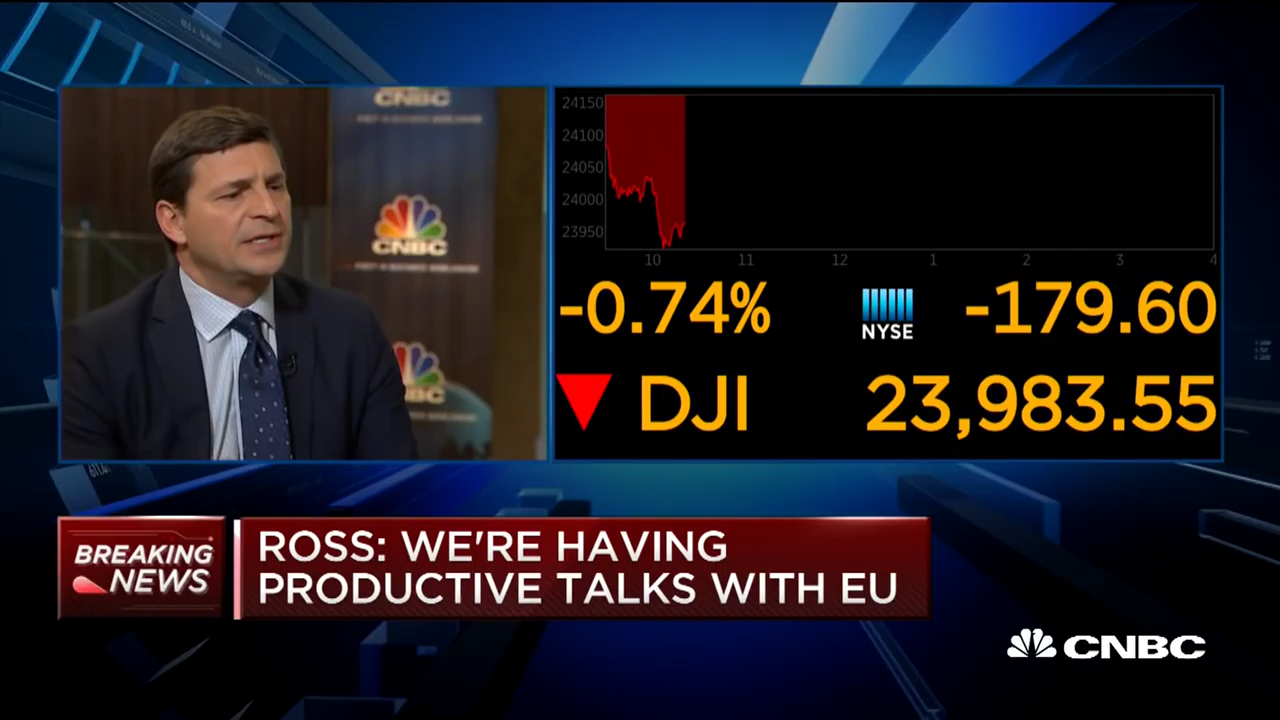 CNBC
CNBC
24150
24100
24050
24000
23950
10 11 12 1 2 3 4
-0.74% NYSE -179.60
DJI 23,983.55
BREAKING
NEWS
ROSS: WE'RE HAVING
PRODUCTIVE TALKS WITH EU
CNBC